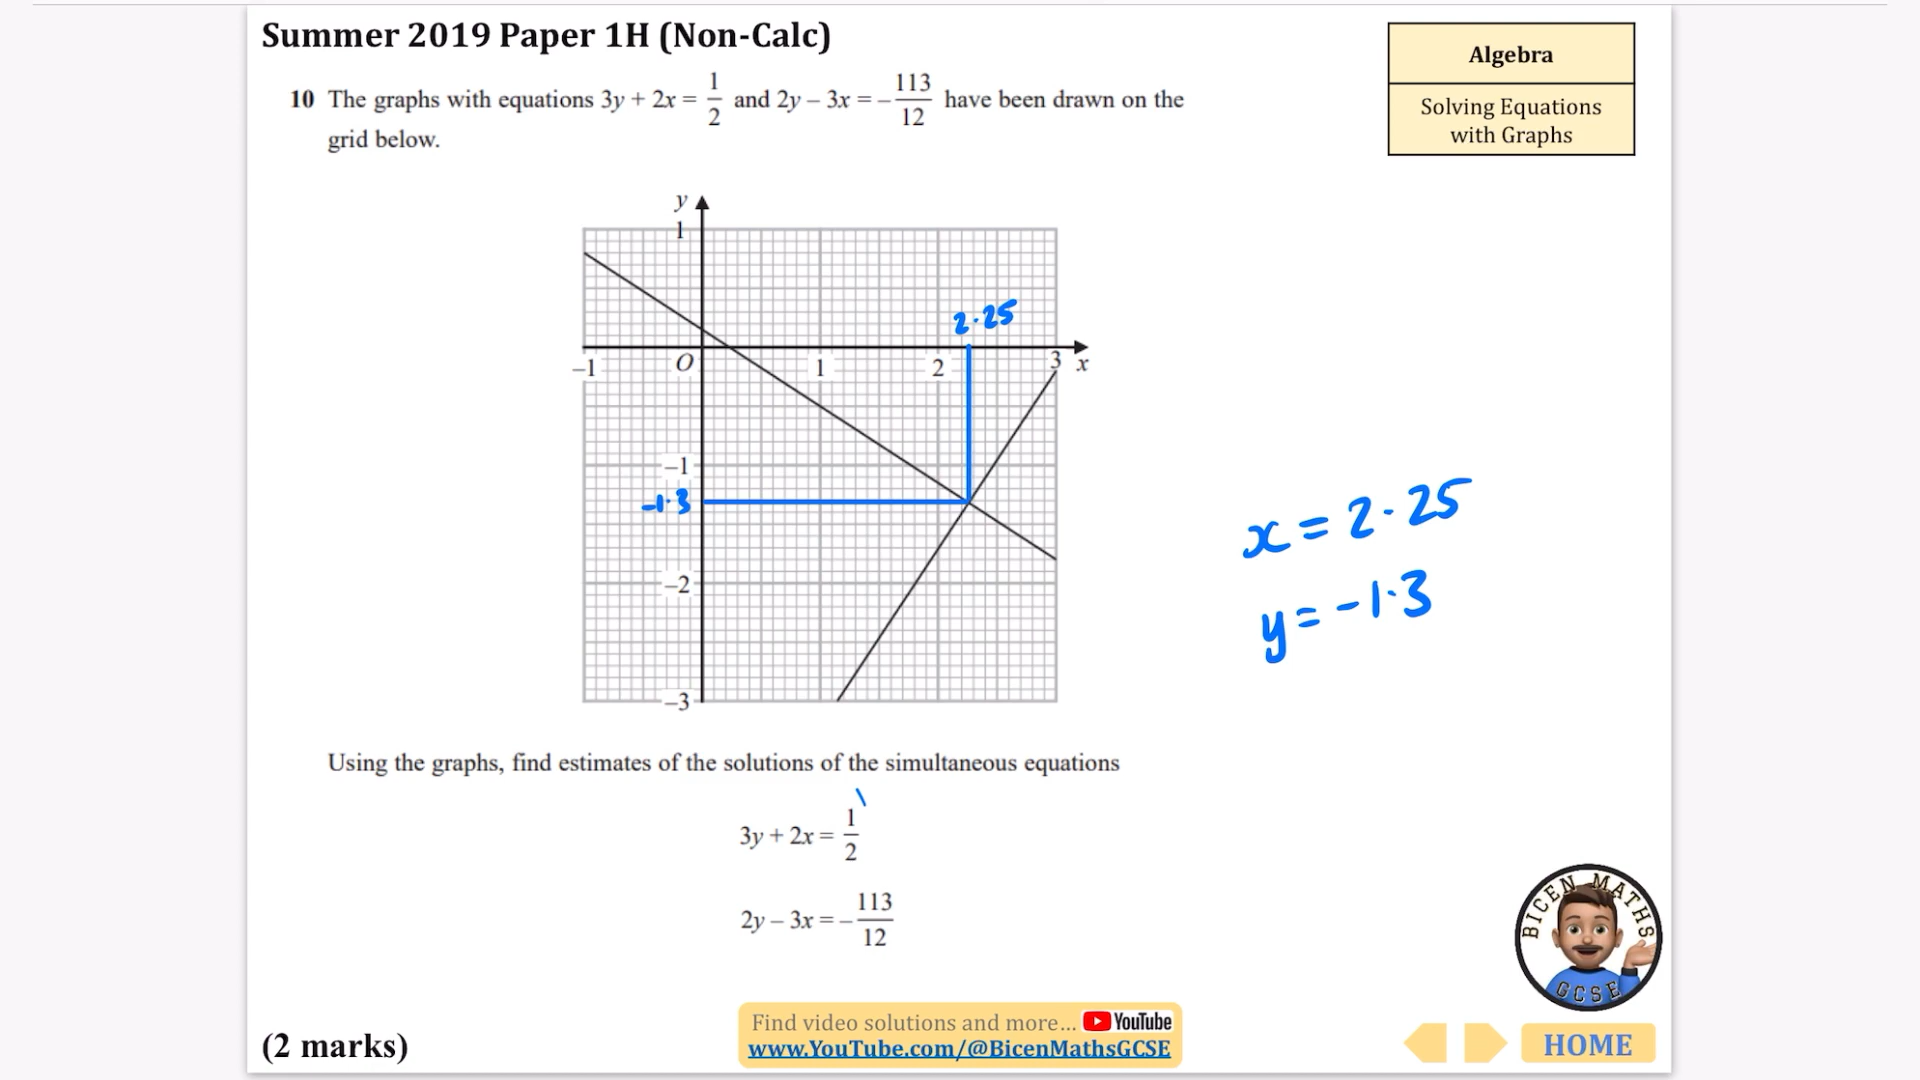 Summer 2019 Paper 1H (Non-Calc)
Algebra
Solving Equations
with Graphs
10 The graphs with equations 3y + 2x = 1/2 and 2y – 3x = –113/12 have been drawn on the
grid below.
y
1
2·25
–1 O 1 2 3 x
–1
-1·3
–2
–3
x = 2·25
y = -1·3
Using the graphs, find estimates of the solutions of the simultaneous equations
3y + 2x = 1/2
2y – 3x = –113/12
BICEN MATHS
GCSE
(2 marks)
Find video solutions and more... YouTube
www.YouTube.com/@BicenMathsGCSE
HOME